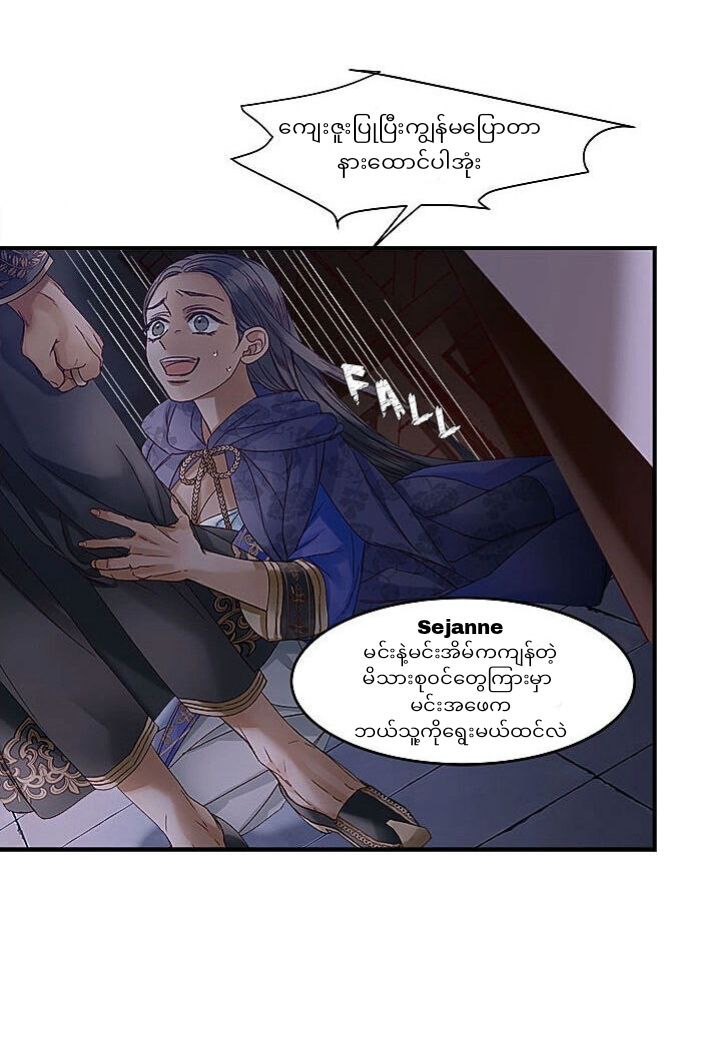 ကျေးဇူးပြုပြီးကျွန်မပြောတာ
နားထောင်ပါအုံး
FALL
Sejanne
မင်းနဲ့မင်းအိမ်ကကျန်တဲ့
မိသားစုဝင်တွေကြားမှာ
မင်းအဖေက
ဘယ်သူ့ကိုရွေးမယ်ထင်လဲ